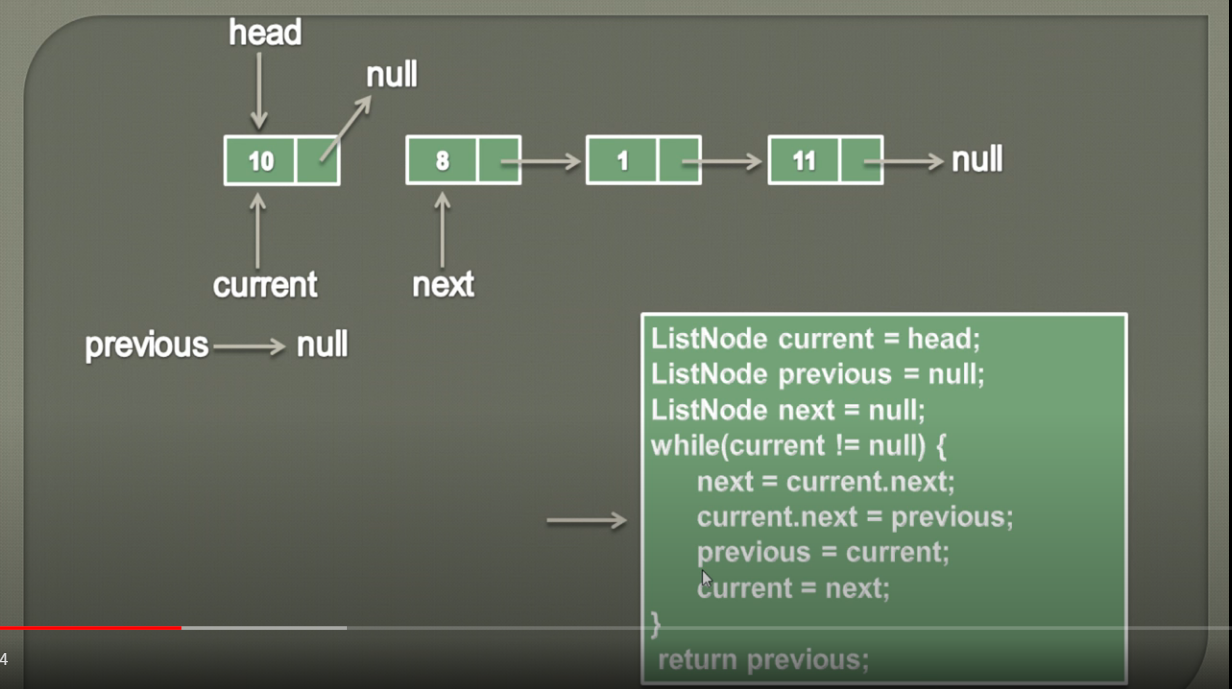 head
null
10
8
1
11
null
current
next
previous
null
ListNode current = head;
ListNode previous = null;
ListNode next = null;
while(current != null) {
next = current.next;
current.next = previous;
previous = current;
current = next;
}
return previous;
4